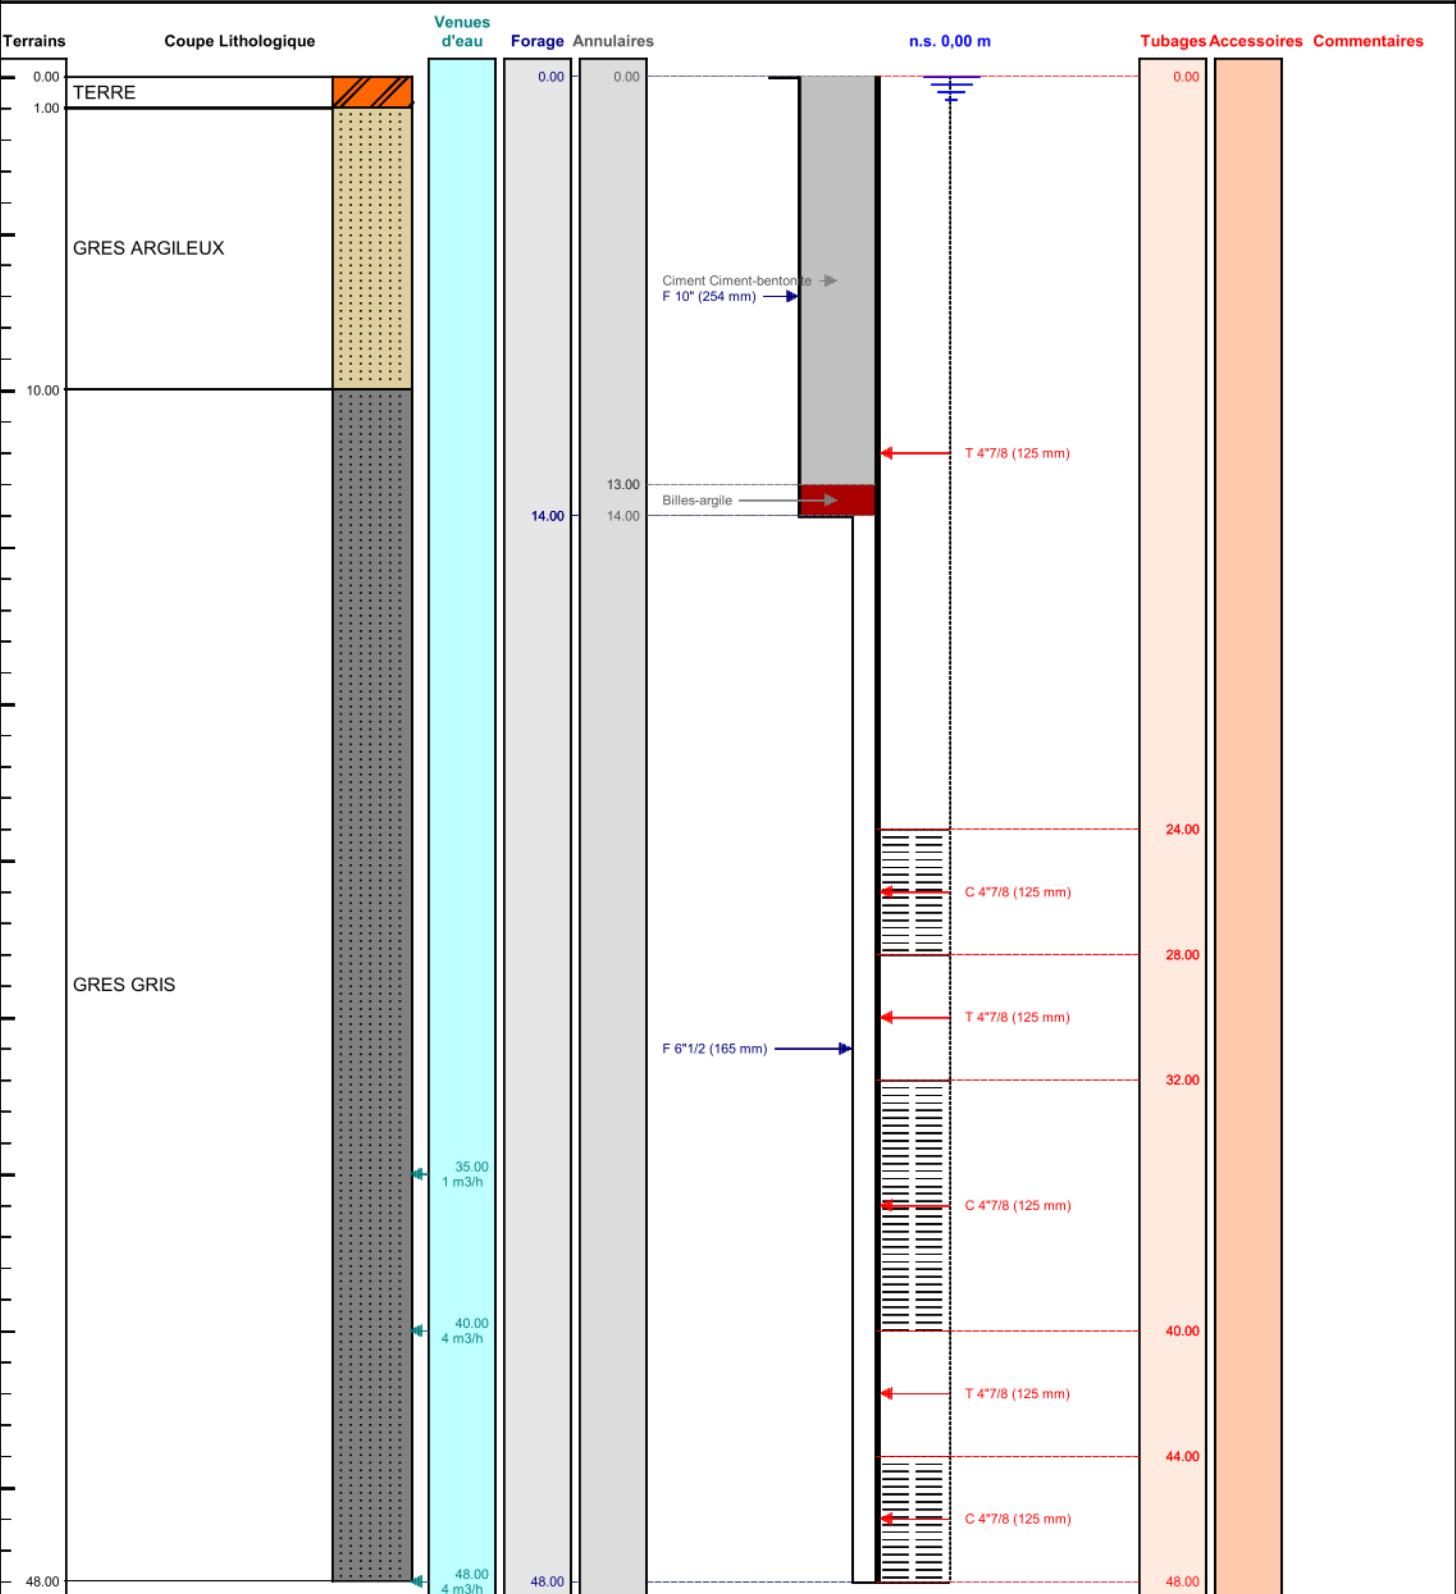 Venues
Terrains Coupe Lithologique d'eau Forage Annulaires n.s. 0,00 m Tubages Accessoires Commentaires
0.00 0.00 0.00 0.00
TERRE
1.00
GRES ARGILEUX
Ciment Ciment-bentonite
F 10" (254 mm)
10.00
T 4"7/8 (125 mm)
13.00
Billes-argile
14.00 14.00
24.00
C 4"7/8 (125 mm)
28.00
GRES GRIS
T 4"7/8 (125 mm)
F 6"1/2 (165 mm)
32.00
35.00
1 m3/h
C 4"7/8 (125 mm)
40.00 40.00
4 m3/h
T 4"7/8 (125 mm)
44.00
C 4"7/8 (125 mm)
48.00 48.00 48.00 48.00
4 m3/h